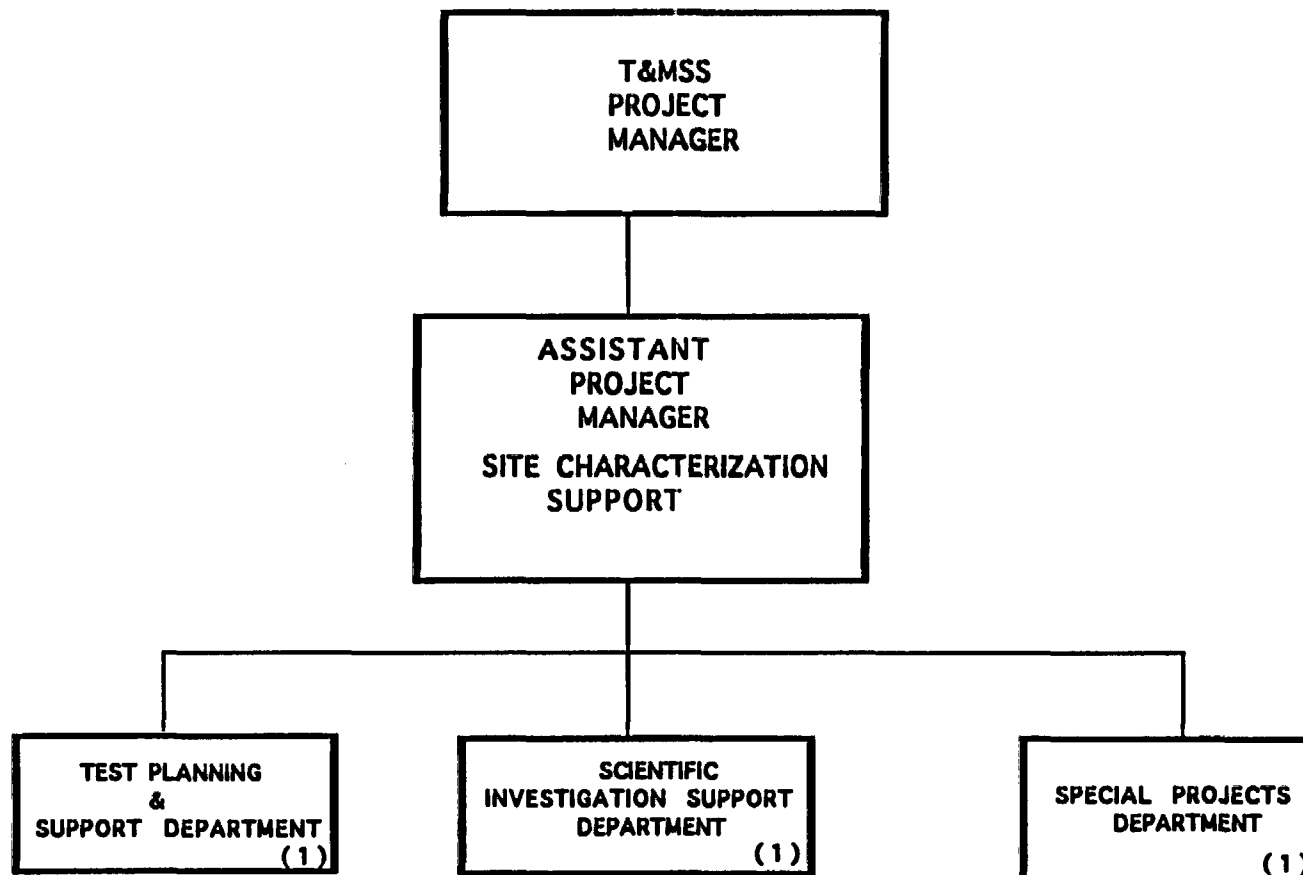 T&MSS
PROJECT
MANAGER
ASSISTANT
PROJECT
MANAGER
SITE CHARACTERIZATION
SUPPORT
TEST PLANNING
&
SUPPORT DEPARTMENT
(1)
SCIENTIFIC
INVESTIGATION SUPPORT
DEPARTMENT
(1)
SPECIAL PROJECTS
DEPARTMENT
(1)